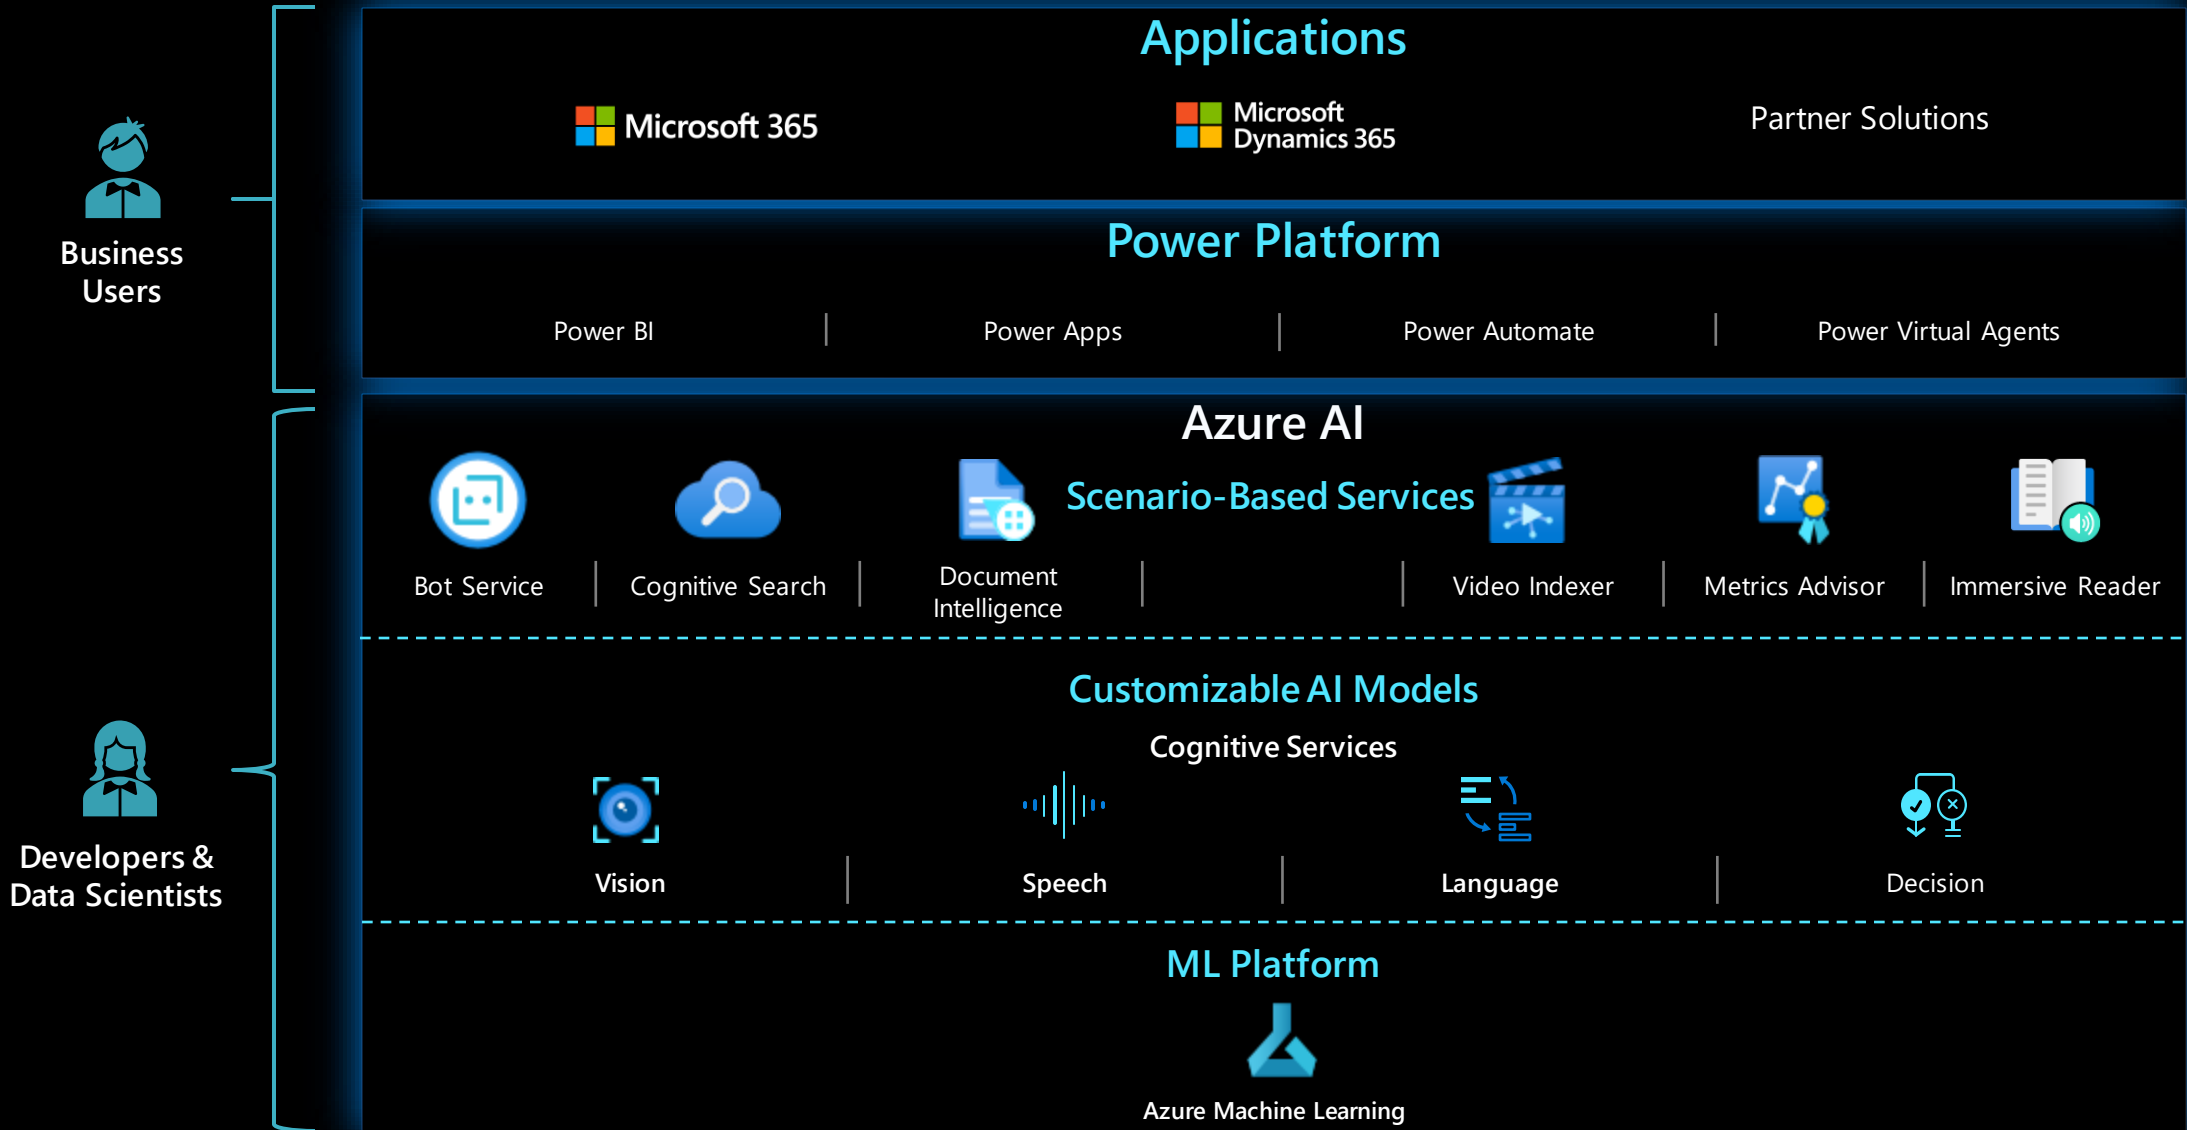 Applications
Microsoft 365
Microsoft
Dynamics 365
Partner Solutions
Business
Users
Power Platform
Power BI
Power Apps
Power Automate
Power Virtual Agents
Azure AI
Scenario-Based Services
Bot Service
Cognitive Search
Document
Intelligence
Video Indexer
Metrics Advisor
Immersive Reader
Developers &
Data Scientists
Customizable AI Models
Cognitive Services
Vision
Speech
Language
Decision
ML Platform
Azure Machine Learning